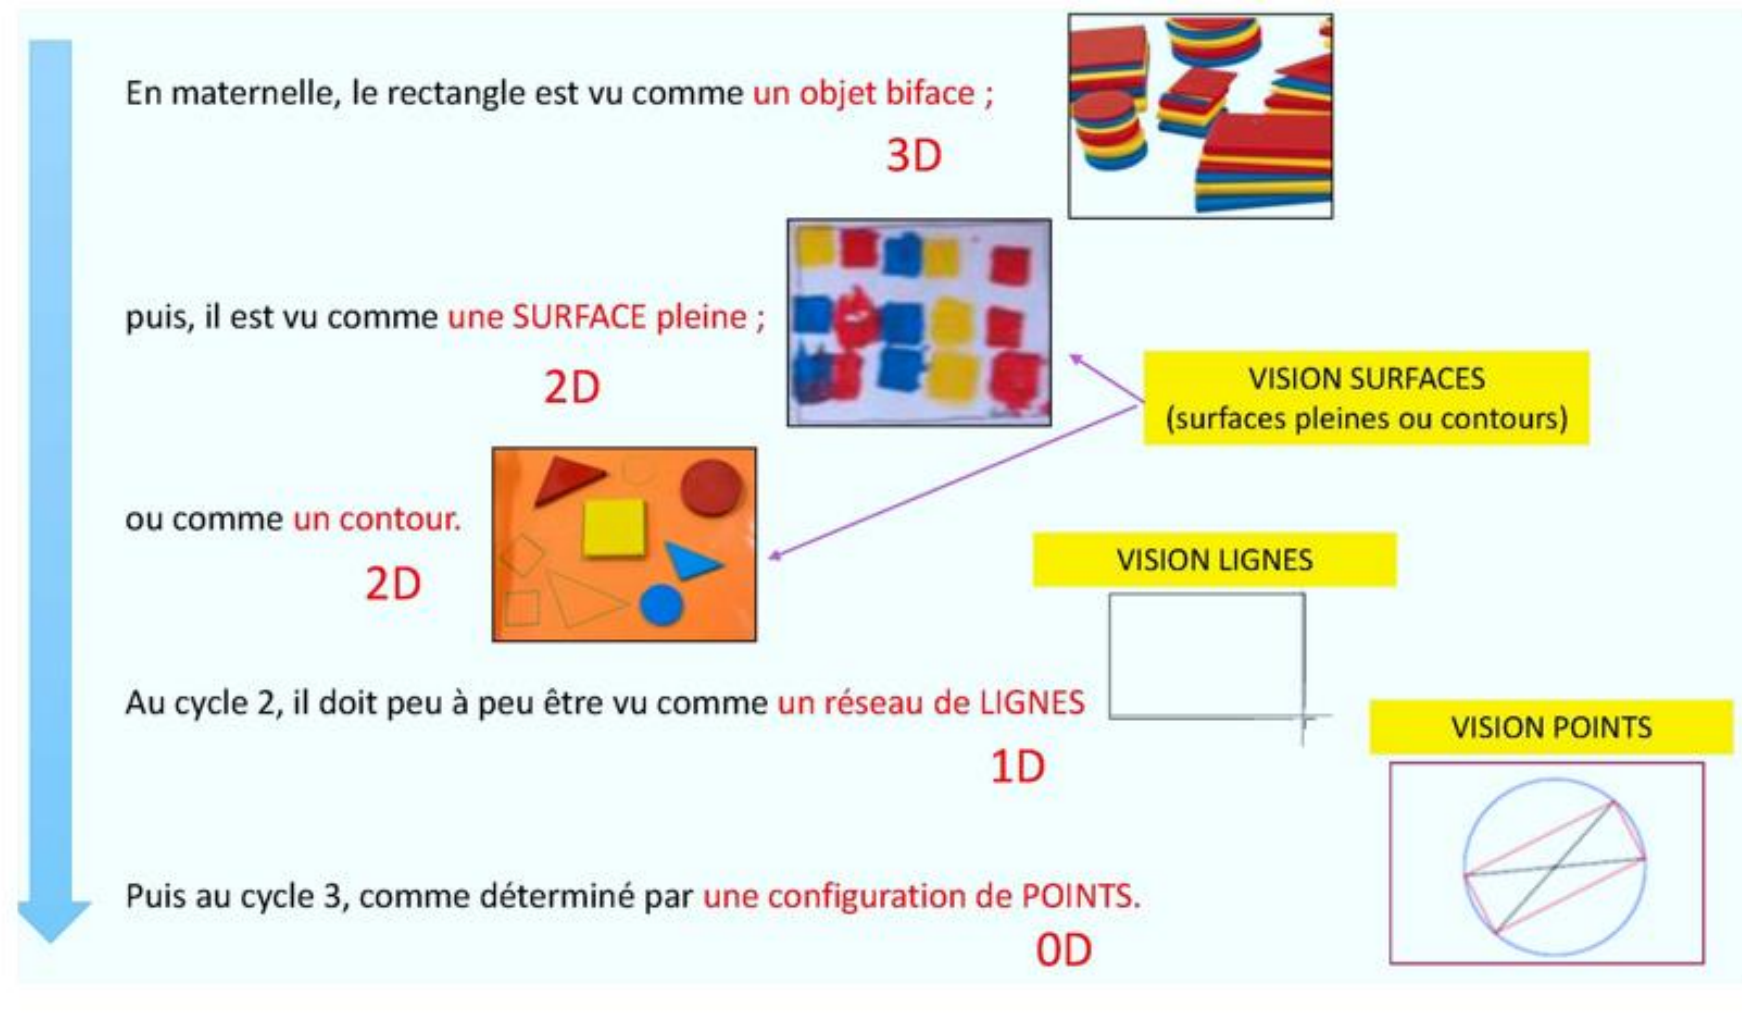 En maternelle, le rectangle est vu comme un objet biface ;
3D
puis, il est vu comme une SURFACE pleine ;
2D
VISION SURFACES
(surfaces pleines ou contours)
ou comme un contour.
2D
VISION LIGNES
Au cycle 2, il doit peu à peu être vu comme un réseau de LIGNES
1D
VISION POINTS
Puis au cycle 3, comme déterminé par une configuration de POINTS.
0D